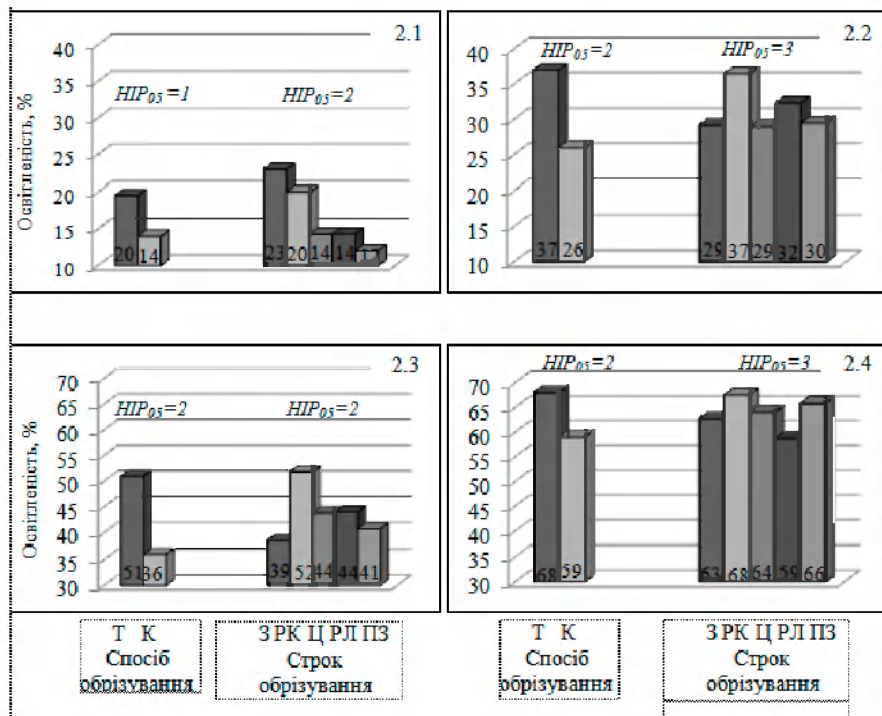 2.1
40
35
30
25
20
15
10
Освітленість, %
НІР05=1
НІР05=2
20 14
23 20 14 14 12
2.2
40
35
30
25
20
15
10
НІР05=2
НІР05=3
37 26
29 37 29 32 30
2.3
70
65
60
55
50
45
40
35
30
Освітленість, %
НІР05=2
НІР05=2
51 36
39 52 44 44 41
2.4
70
65
60
55
50
45
40
35
30
НІР05=2
НІР05=3
68 59
63 68 64 59 66
Т К
Спосіб
обрізування
З РК Ц РЛ ПЗ
Строк
обрізування
Т К
Спосіб
обрізування
З РК Ц РЛ ПЗ
Строк
обрізування